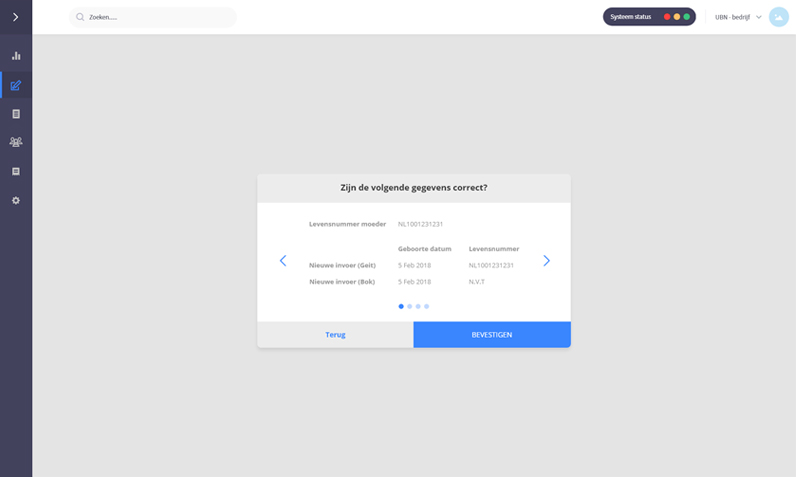 Zoeken.....
Systeem status
UBN - bedrijf
Zijn de volgende gegevens correct?
Levensnummer moeder NL1001231231
Geboorte datum Levensnummer
Nieuwe invoer (Geit) 5 Feb 2018 NL1001231231
Nieuwe invoer (Bok) 5 Feb 2018 N.V.T
Terug BEVESTIGEN